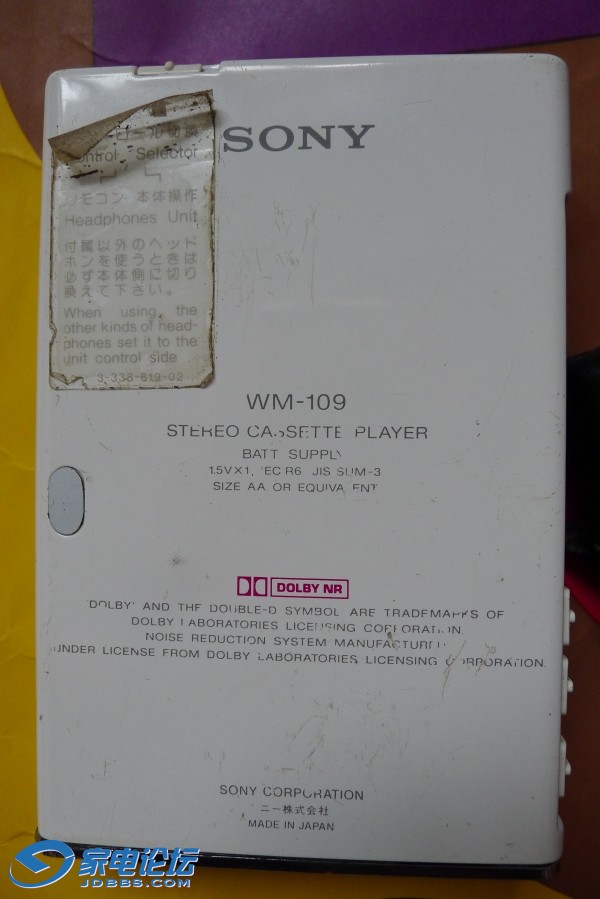 SONY
Control Selector
リモコン 本体操作
Headphones Unit
付属以外のヘッド
ホンを使うときは
必ず本体側に切り
換えて下さい。
When using the
other kinds of head-
phones set it to the
unit control side
3-338-619-02
WM-109
STEREO CASSETTE PLAYER
BATT SUPPLY
1.5V×1, IEC R6 JIS SUM-3
SIZE AA OR EQUIVALENT
DOLBY NR
'DOLBY' AND THE DOUBLE-D SYMBOL ARE TRADEMARKS OF
DOLBY LABORATORIES LICENSING CORPORATION.
NOISE REDUCTION SYSTEM MANUFACTURED
UNDER LICENSE FROM DOLBY LABORATORIES LICENSING CORPORATION.
SONY CORPORATION
ニー株式会社
MADE IN JAPAN
家电论坛
JDBBS.COM